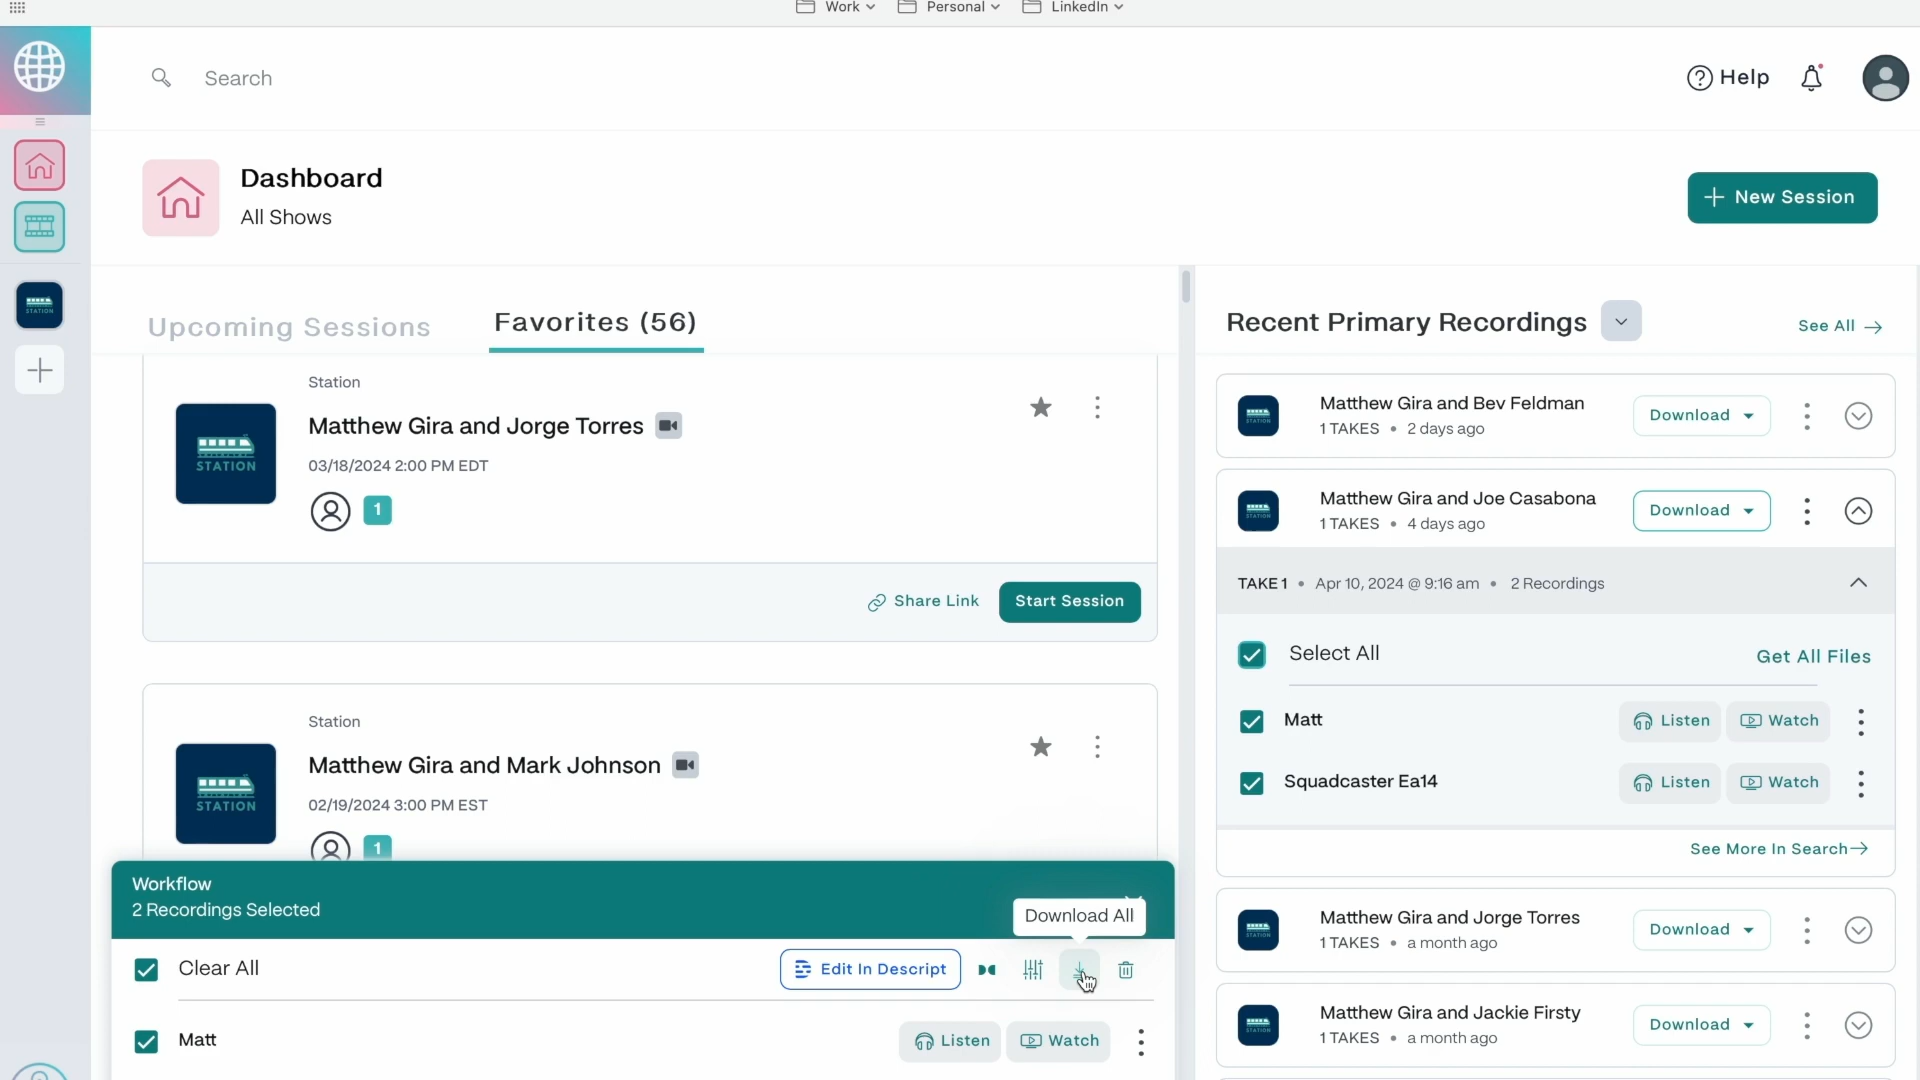 Work
Personal
LinkedIn
Search
Help
Dashboard
All Shows
New Session
Upcoming Sessions
Favorites (56)
Station
STATION
Matthew Gira and Jorge Torres
03/18/2024 2:00 PM EDT
1
Share Link
Start Session
Station
STATION
Matthew Gira and Mark Johnson
02/19/2024 3:00 PM EST
1
Workflow
2 Recordings Selected
Download All
Clear All
Edit In Descript
Matt
Listen
Watch
Recent Primary Recordings
See All
Matthew Gira and Bev Feldman
1 TAKES • 2 days ago
Download
Matthew Gira and Joe Casabona
1 TAKES • 4 days ago
Download
TAKE 1 • Apr 10, 2024 @ 9:16 am • 2 Recordings
Select All
Get All Files
Matt
Listen
Watch
Squadcaster Ea14
Listen
Watch
See More In Search
Matthew Gira and Jorge Torres
1 TAKES • a month ago
Download
Matthew Gira and Jackie Firsty
1 TAKES • a month ago
Download